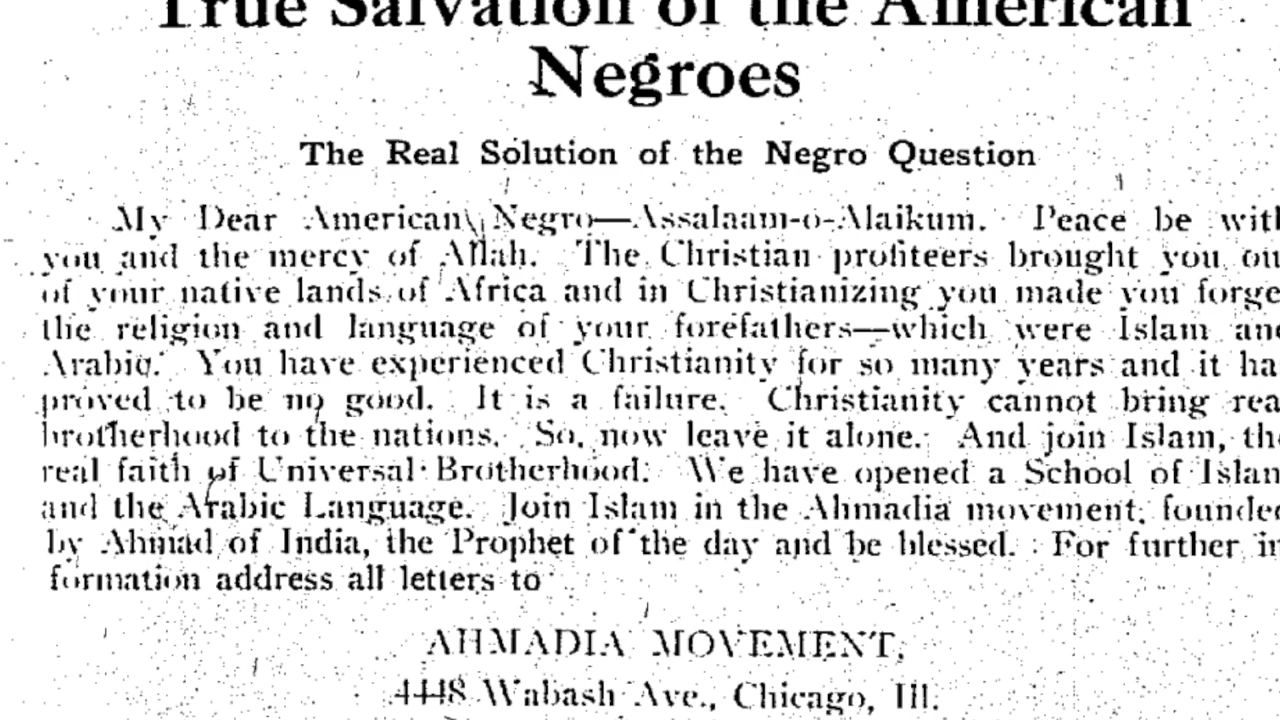 True Salvation of the American
Negroes
The Real Solution of the Negro Question
My Dear American Negro—Assalaam-o-Alaikum. Peace be with
you and the mercy of Allah. The Christian profiteers brought you ou
of your native lands of Africa and in Christianizing you made you forge
the religion and language of your forefathers—which were Islam and
Arabic. You have experienced Christianity for so many years and it ha
proved to be no good. It is a failure. Christianity cannot bring rea
brotherhood to the nations. So, now leave it alone. And join Islam, the
real faith of Universal Brotherhood. We have opened a School of Islam
and the Arabic Language. Join Islam in the Ahmadia movement, founded
by Ahmad of India, the Prophet of the day and be blessed. For further in
formation address all letters to
AHMADIA MOVEMENT,
4448 Wabash Ave., Chicago, Ill.